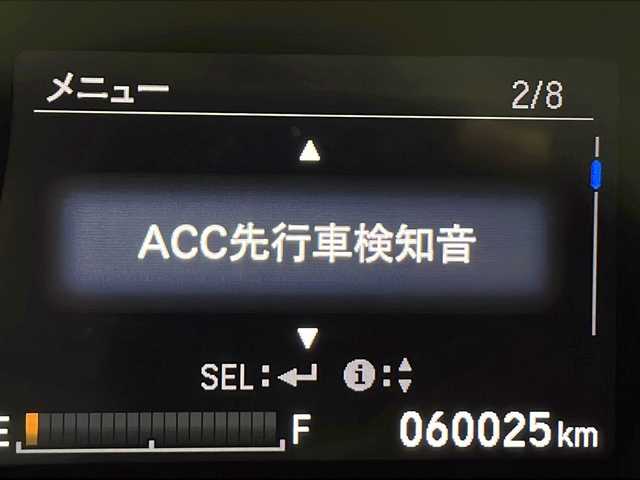 メニュー 2/8
▲
ACC先行車検知音
▼
SEL:↵ i:▲▼
E F 060025km